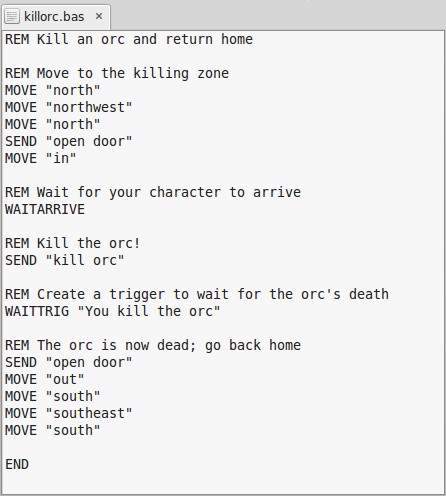 killorc.bas
REM Kill an orc and return home
REM Move to the killing zone
MOVE "north"
MOVE "northwest"
MOVE "north"
SEND "open door"
MOVE "in"
REM Wait for your character to arrive
WAITARRIVE
REM Kill the orc!
SEND "kill orc"
REM Create a trigger to wait for the orc's death
WAITTRIG "You kill the orc"
REM The orc is now dead; go back home
SEND "open door"
MOVE "out"
MOVE "south"
MOVE "southeast"
MOVE "south"
END